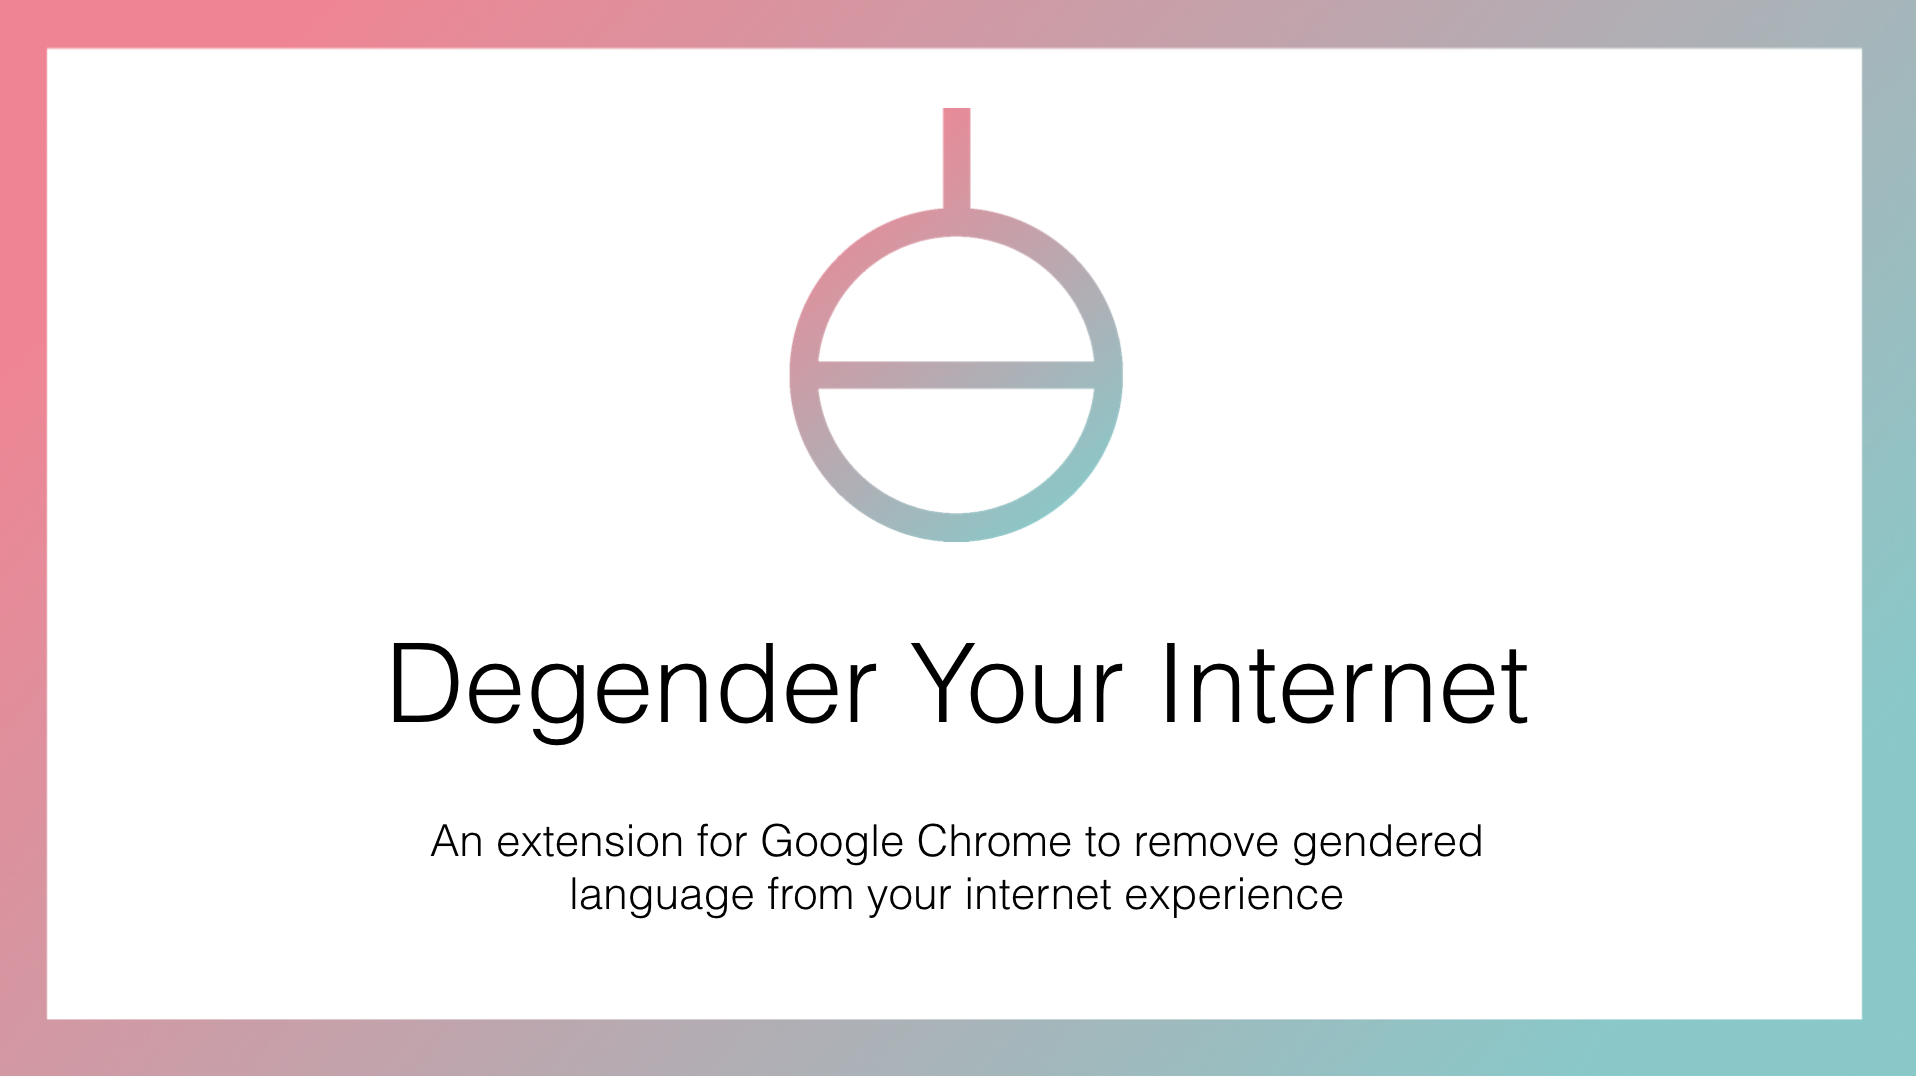 Degender Your Internet
An extension for Google Chrome to remove gendered
language from your internet experience